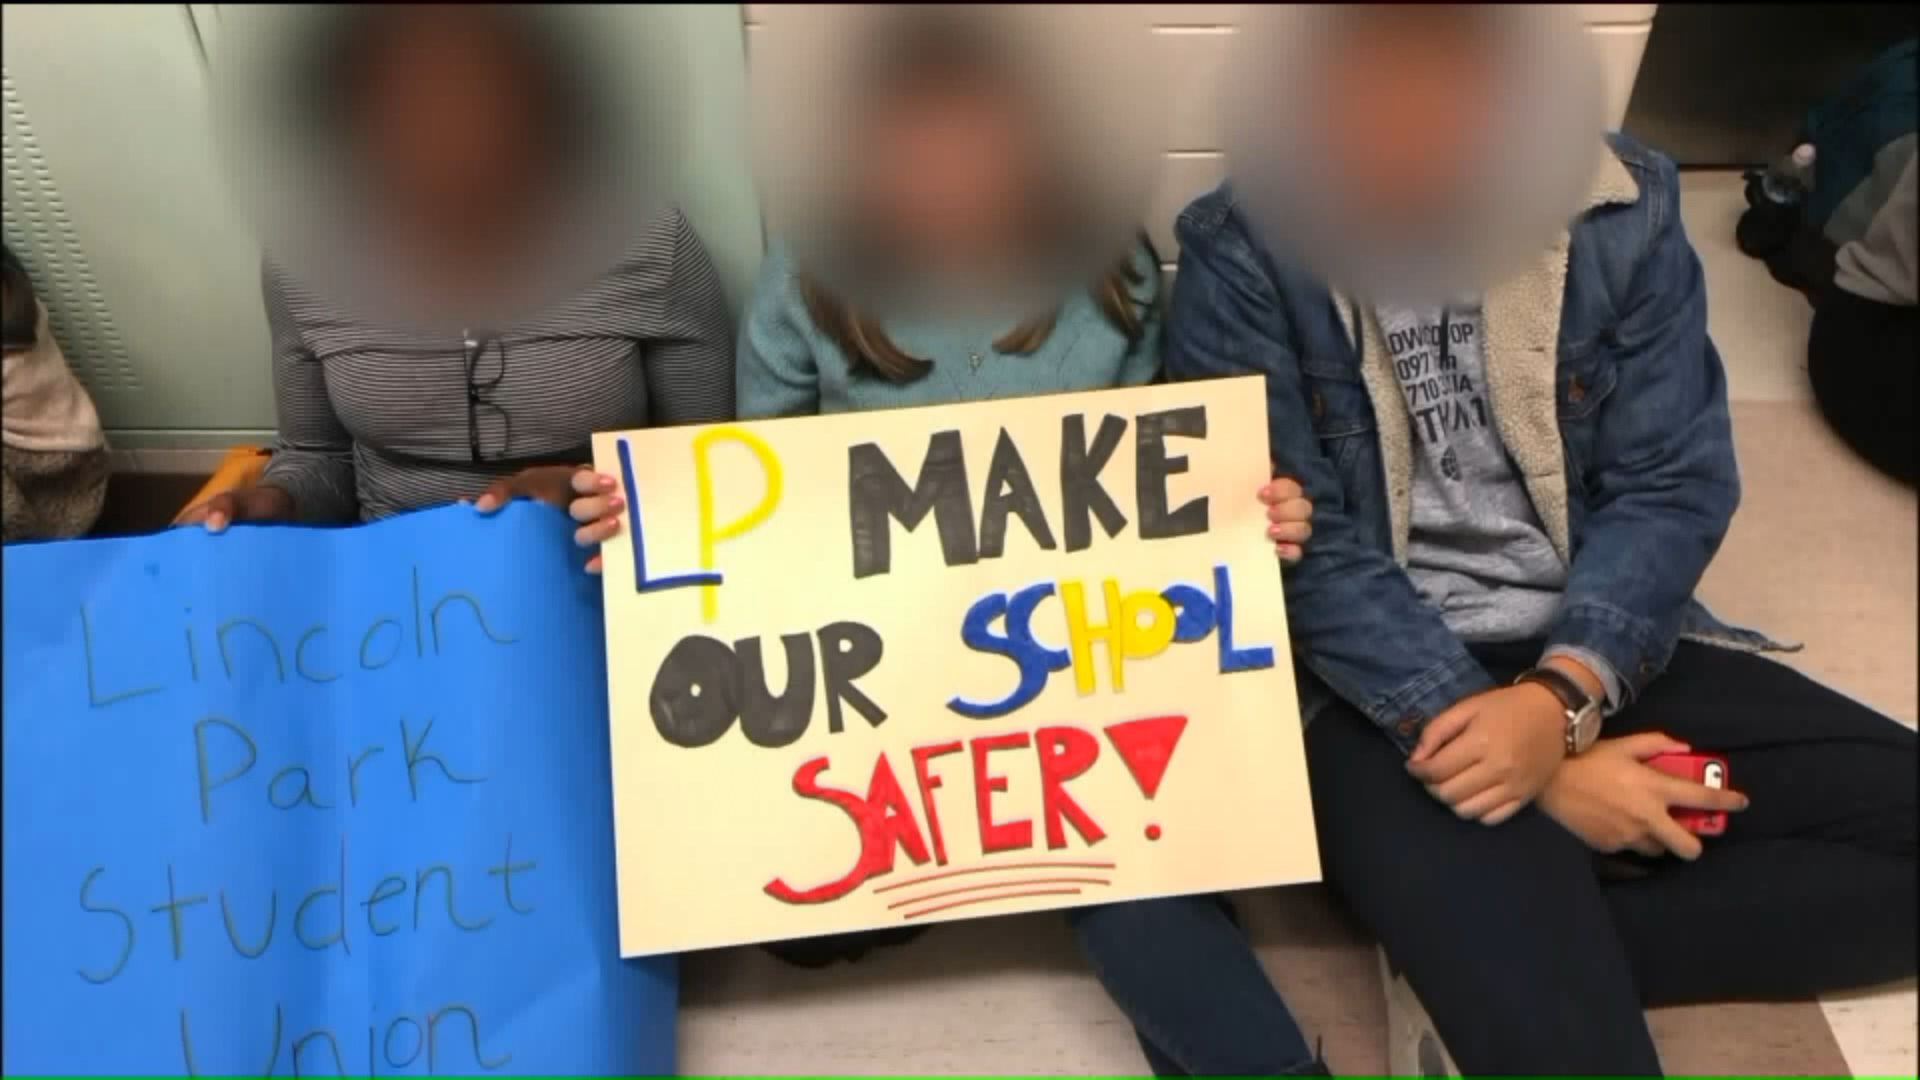 Lincoln
Park
Student
Union
LP MAKE
OUR SCHOOL
SAFER!